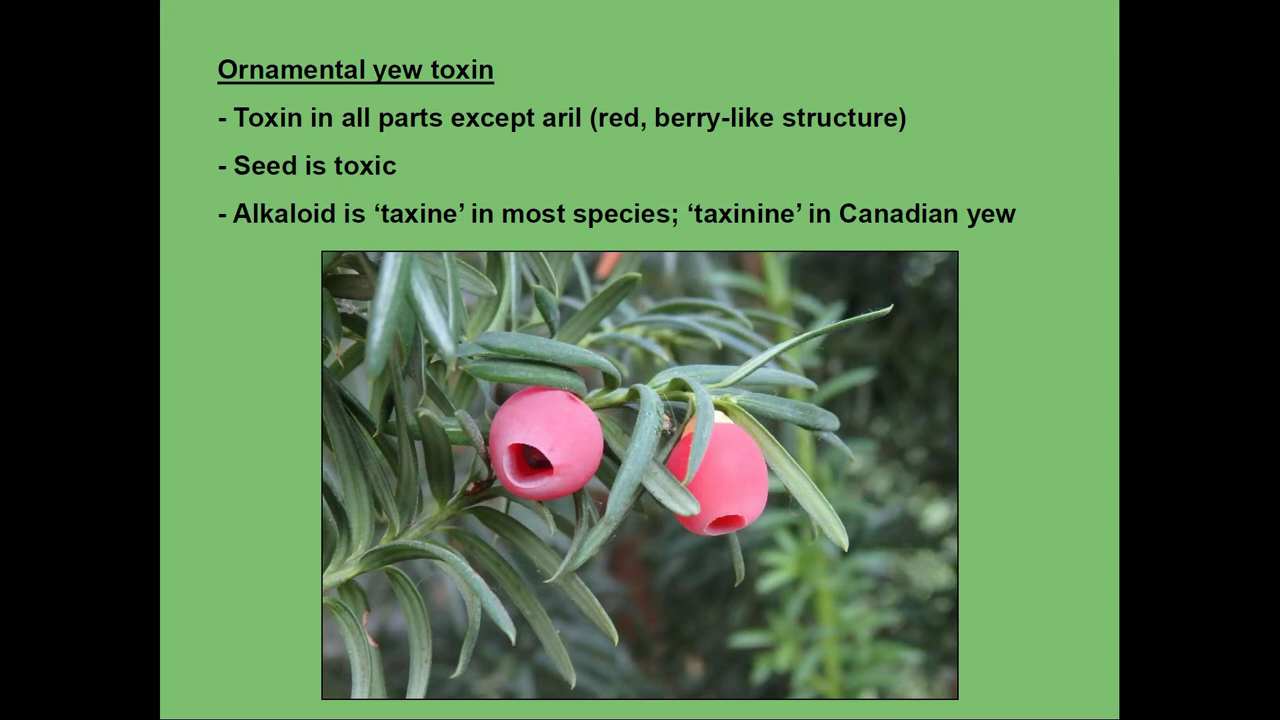 Ornamental yew toxin
- Toxin in all parts except aril (red, berry-like structure)
- Seed is toxic
- Alkaloid is ‘taxine’ in most species; ‘taxinine’ in Canadian yew